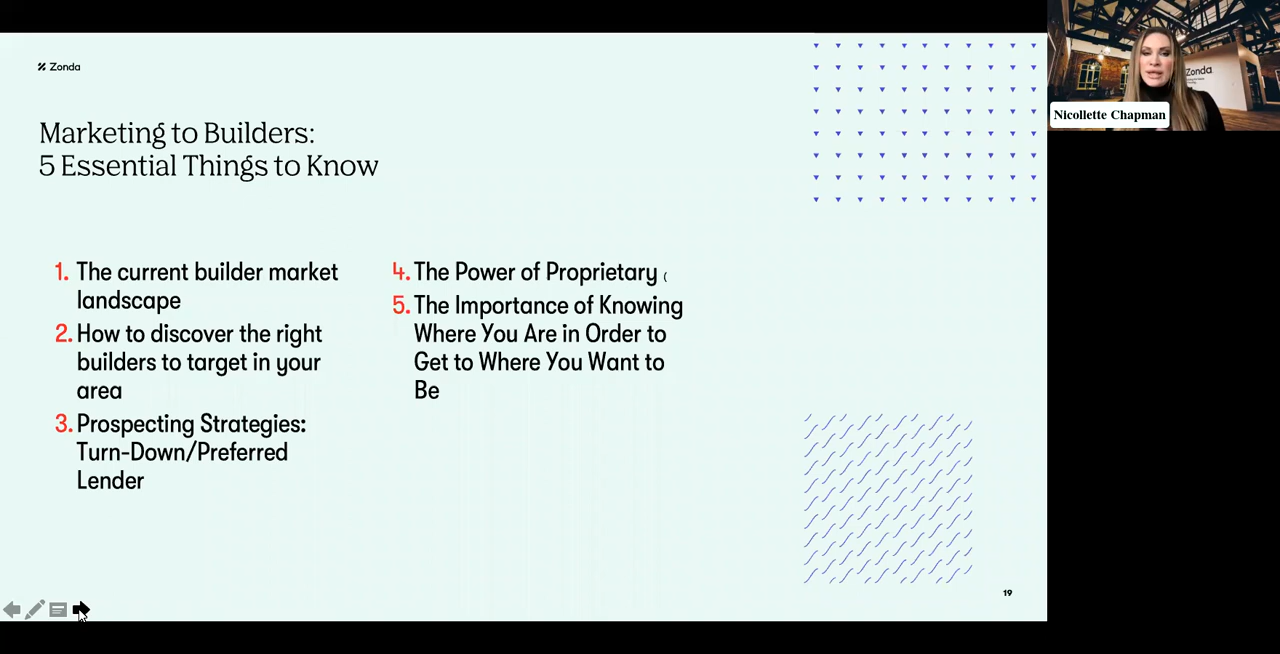 Zonda
Marketing to Builders:
5 Essential Things to Know
1. The current builder market
landscape
2. How to discover the right
builders to target in your
area
3. Prospecting Strategies:
Turn-Down/Preferred
Lender
4. The Power of Proprietary (
5. The Importance of Knowing
Where You Are in Order to
Get to Where You Want to
Be
19
Zonda
Nicollette Chapman